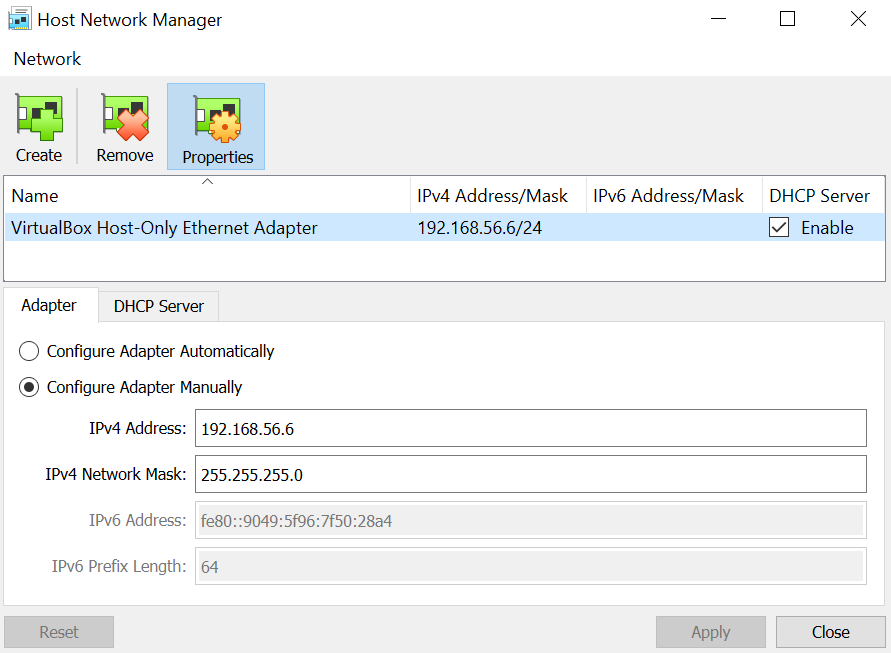 Host Network Manager
Network
Create Remove Properties
Name IPv4 Address/Mask IPv6 Address/Mask DHCP Server
VirtualBox Host-Only Ethernet Adapter 192.168.56.6/24 Enable
Adapter DHCP Server
Configure Adapter Automatically
Configure Adapter Manually
IPv4 Address: 192.168.56.6
IPv4 Network Mask: 255.255.255.0
IPv6 Address: fe80::9049:5f96:7f50:28a4
IPv6 Prefix Length: 64
Reset Apply Close